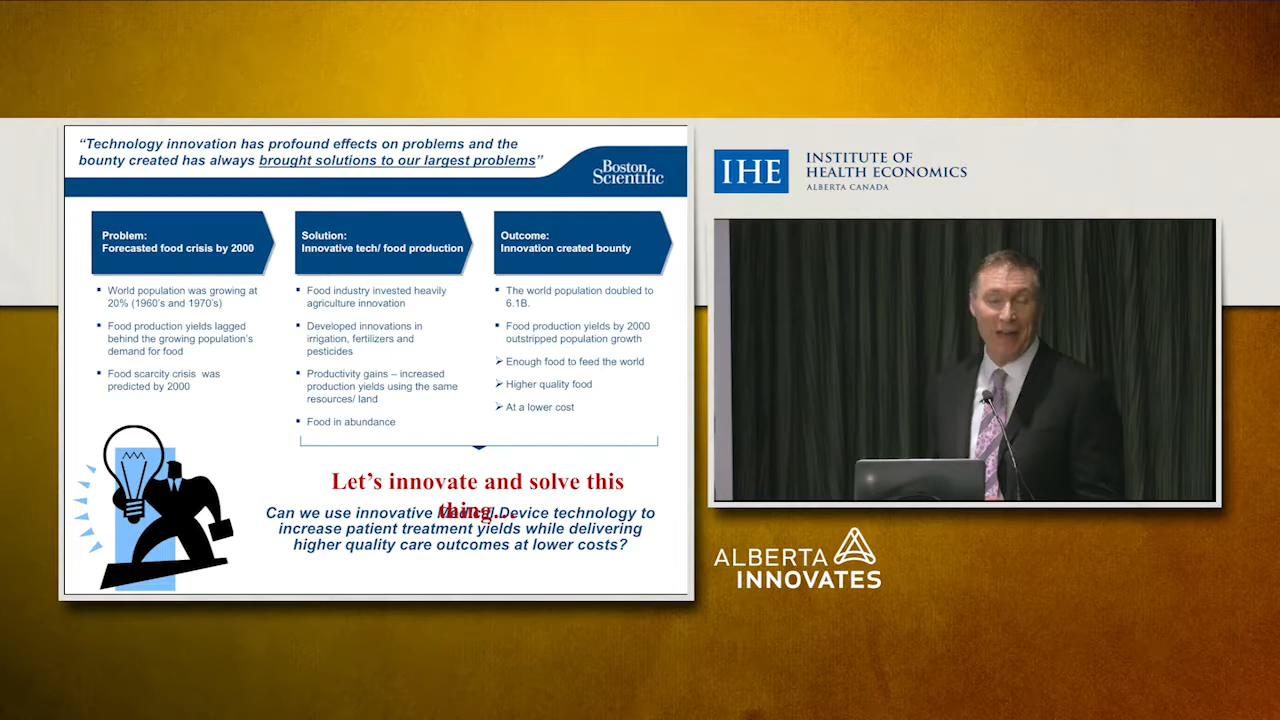 “Technology innovation has profound effects on problems and the
bounty created has always brought solutions to our largest problems”
Boston
Scientific
Problem:
Forecasted food crisis by 2000
World population was growing at
20% (1960’s and 1970’s)
Food production yields lagged
behind the growing population’s
demand for food
Food scarcity crisis was
predicted by 2000
Solution:
Innovative tech/ food production
Food industry invested heavily
agriculture innovation
Developed innovations in
irrigation, fertilizers and
pesticides
Productivity gains – increased
production yields using the same
resources/ land
Food in abundance
Outcome:
Innovation created bounty
The world population doubled to
6.1B.
Food production yields by 2000
outstripped population growth
Enough food to feed the world
Higher quality food
At a lower cost
Let’s innovate and solve this
thing...
Can we use innovative Medical Device technology to
increase patient treatment yields while delivering
higher quality care outcomes at lower costs?
IHE
INSTITUTE OF
HEALTH ECONOMICS
ALBERTA CANADA
ALBERTA
INNOVATES